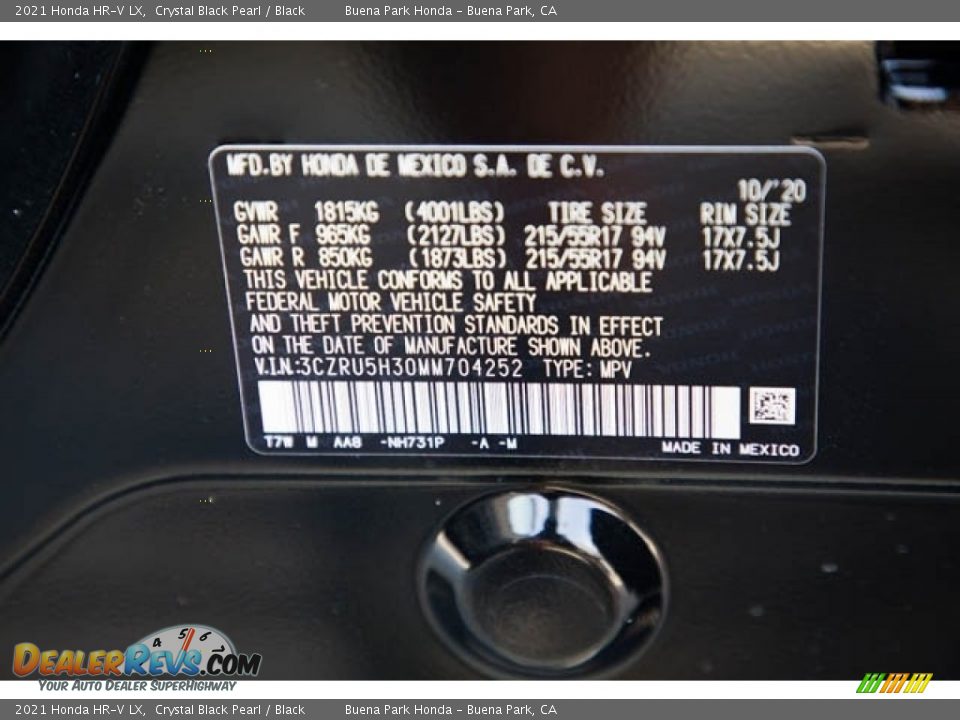 2021 Honda HR-V LX, Crystal Black Pearl / Black Buena Park Honda - Buena Park, CA
MFD.BY HONDA DE MEXICO S.A. DE C.V.
10/'20
GVWR 1815KG (4001LBS) TIRE SIZE RIM SIZE
GAWR F 965KG (2127LBS) 215/55R17 94V 17X7.5J
GAWR R 850KG (1873LBS) 215/55R17 94V 17X7.5J
THIS VEHICLE CONFORMS TO ALL APPLICABLE
FEDERAL MOTOR VEHICLE SAFETY
AND THEFT PREVENTION STANDARDS IN EFFECT
ON THE DATE OF MANUFACTURE SHOWN ABOVE.
V.I.N.:3CZRU5H30MM704252 TYPE: MPV
T7W M AA8 -NH731P -A -M
MADE IN MEXICO
4 5 6
DEALERREVS.COM
YOUR AUTO DEALER SUPERHIGHWAY
2021 Honda HR-V LX, Crystal Black Pearl / Black Buena Park Honda - Buena Park, CA